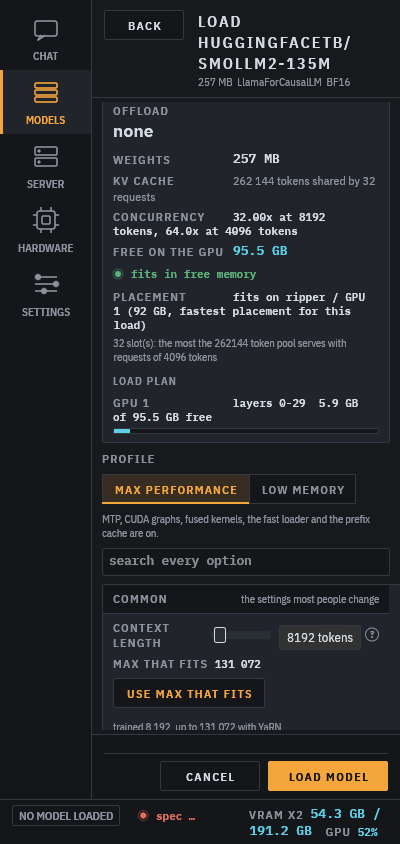 BACK
LOAD
HUGGINGFACETB/
SMOLLM2-135M
257 MB LlamaForCausalLM BF16
CHAT
MODELS
SERVER
HARDWARE
SETTINGS
OFFLOAD
none
WEIGHTS 257 MB
KV CACHE 262 144 tokens shared by 32
requests
CONCURRENCY 32.00x at 8192
tokens, 64.0x at 4096 tokens
FREE ON THE GPU 95.5 GB
fits in free memory
PLACEMENT fits on ripper / GPU
1 (92 GB, fastest placement for this
load)
32 slot(s): the most the 262144 token pool serves with
requests of 4096 tokens
LOAD PLAN
GPU 1 layers 0-29 5.9 GB
of 95.5 GB free
PROFILE
MAX PERFORMANCE LOW MEMORY
MTP, CUDA graphs, fused kernels, the fast loader and the prefix
cache are on.
search every option
COMMON the settings most people change
CONTEXT
LENGTH
8192 tokens ?
MAX THAT FITS 131 072
USE MAX THAT FITS
trained 8 192, up to 131 072 with YaRN
CANCEL LOAD MODEL
NO MODEL LOADED spec … VRAM X2 54.3 GB /
191.2 GB GPU 52%